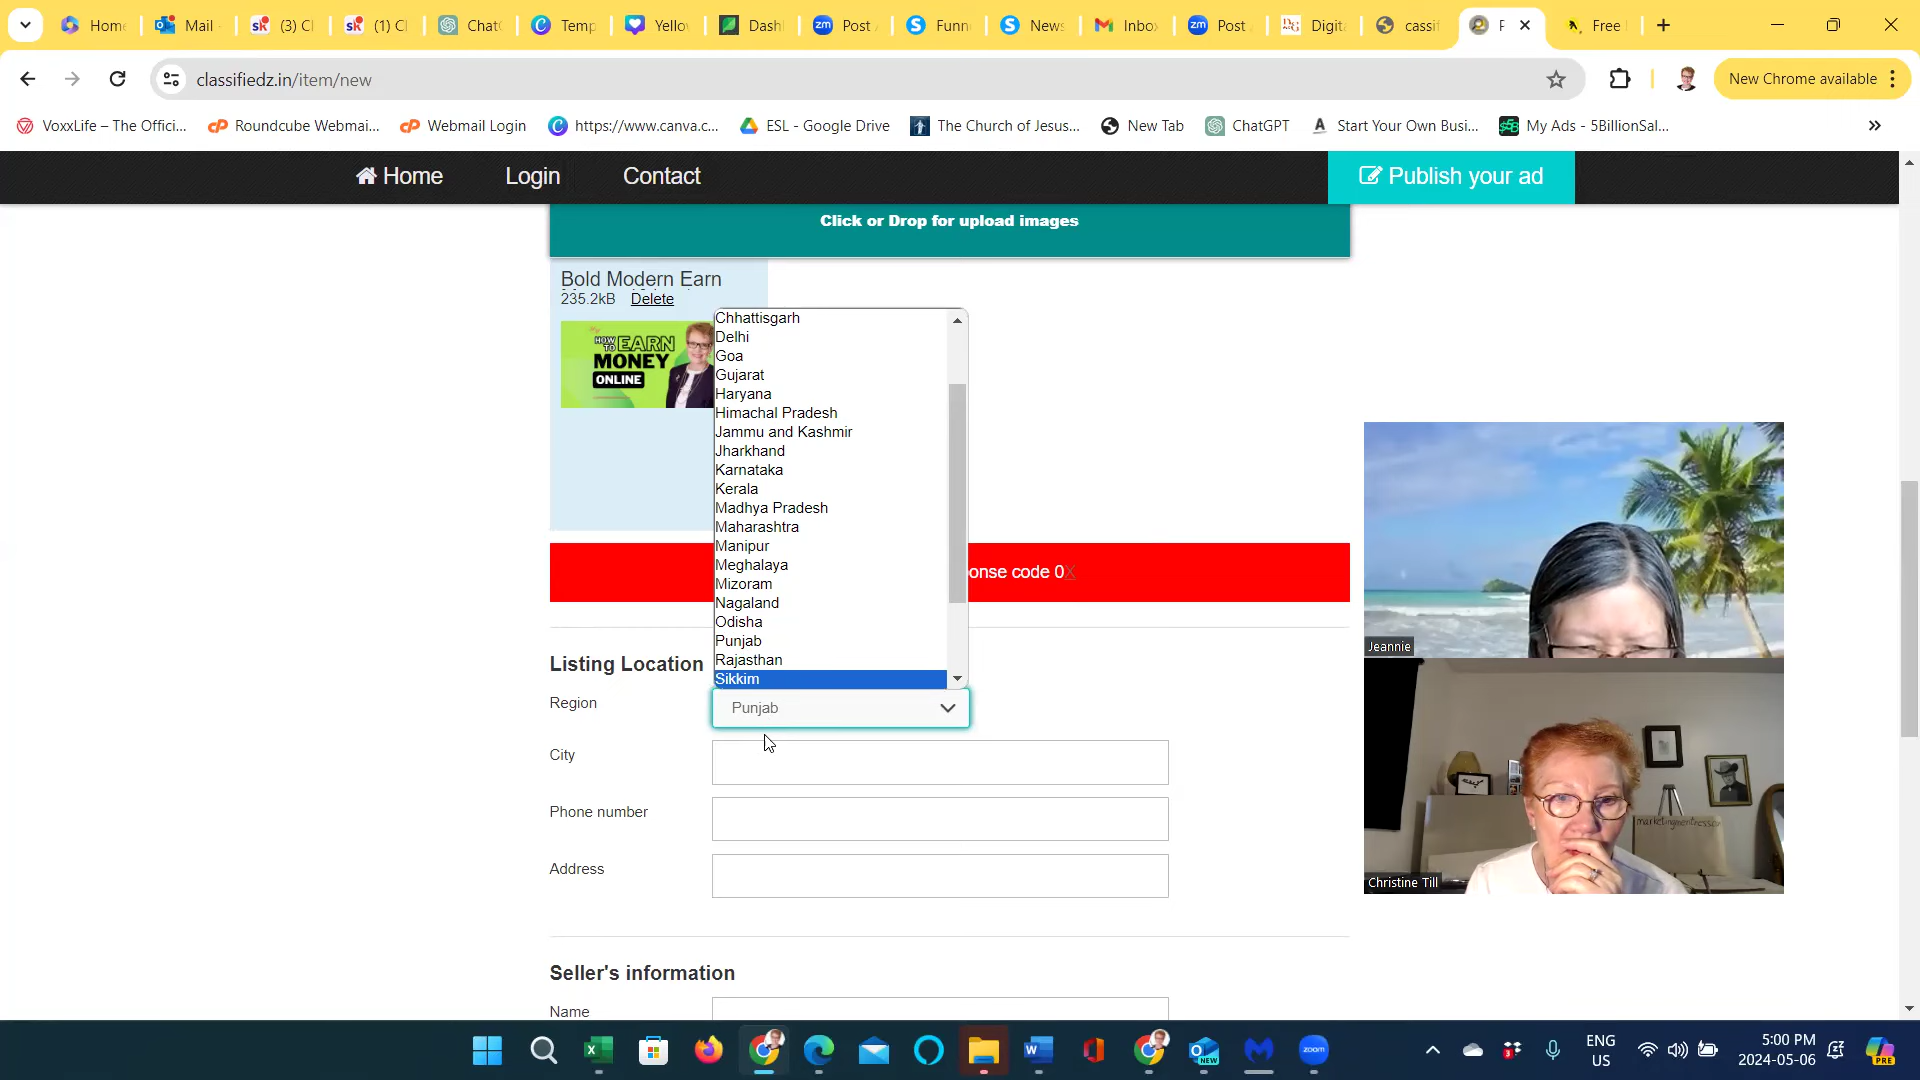 Home
Mail
(3) C
(1) C
ChatG
Temp
Yello
Dash
Post
Funn
News
Inbo
Post
Digit
cassif
F
Free
classifiedz.in/item/new
New Chrome available
VoxxLife – The Offici...
Roundcube Webmai...
Webmail Login
https://www.canva.c...
ESL - Google Drive
The Church of Jesus...
New Tab
ChatGPT
Start Your Own Busi...
My Ads - 5BillionSal...
Home
Login
Contact
Publish your ad
Click or Drop for upload images
Bold Modern Earn
235.2kB Delete
HOW TO EARN
MONEY
ONLINE
Chhattisgarh
Delhi
Goa
Gujarat
Haryana
Himachal Pradesh
Jammu and Kashmir
Jharkhand
Karnataka
Kerala
Madhya Pradesh
Maharashtra
Manipur
Meghalaya
Mizoram
Nagaland
Odisha
Punjab
Rajasthan
Sikkim
onse code 0X
Listing Location
Region
Punjab
City
Phone number
Address
Seller's information
Name
Jeannie
Christine Till
ENG
US
5:00 PM
2024-05-06